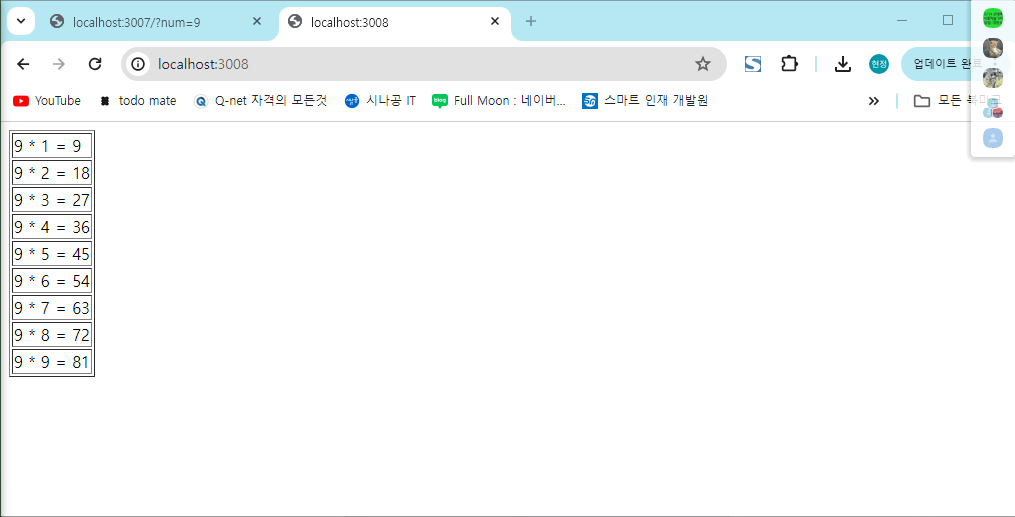 localhost:3007/?num=9
localhost:3008
localhost:3008
현정
업데이트 완료
YouTube
todo mate
Q-net 자격의 모든것
시나공 IT
Full Moon : 네이버...
스마트 인재 개발원
모든
9 * 1 = 9
9 * 2 = 18
9 * 3 = 27
9 * 4 = 36
9 * 5 = 45
9 * 6 = 54
9 * 7 = 63
9 * 8 = 72
9 * 9 = 81